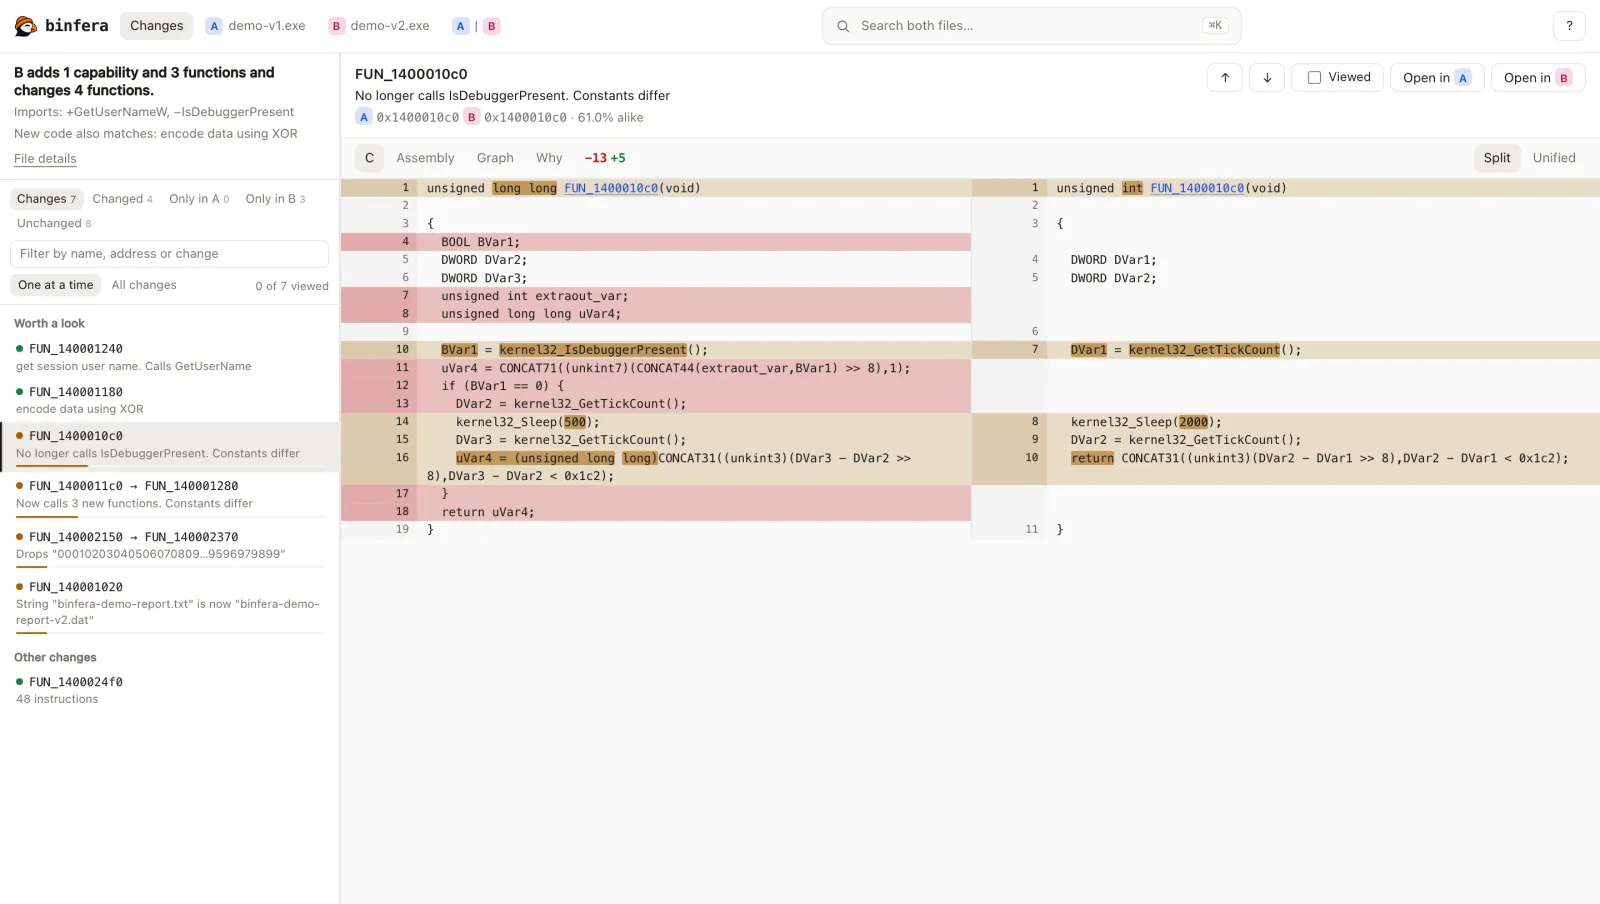 binfera
Changes
A demo-v1.exe
B demo-v2.exe
A | B
Search both files...
⌘K
?
B adds 1 capability and 3 functions and
changes 4 functions.
Imports: +GetUserNameW, −IsDebuggerPresent
New code also matches: encode data using XOR
File details
Changes 7
Changed 4
Only in A 0
Only in B 3
Unchanged 8
Filter by name, address or change
One at a time
All changes
0 of 7 viewed
Worth a look
FUN_140001240
get session user name. Calls GetUserName
FUN_140001180
encode data using XOR
FUN_1400010c0
No longer calls IsDebuggerPresent. Constants differ
FUN_1400011c0 → FUN_140001280
Now calls 3 new functions. Constants differ
FUN_140002150 → FUN_140002370
Drops "00010203040506070809...9596979899"
FUN_140001020
String "binfera-demo-report.txt" is now "binfera-demo-
report-v2.dat"
Other changes
FUN_1400024f0
48 instructions
FUN_1400010c0
No longer calls IsDebuggerPresent. Constants differ
A 0x1400010c0 B 0x1400010c0 · 61.0% alike
↑
↓
Viewed
Open in A
Open in B
C
Assembly
Graph
Why
−13 +5
Split
Unified
1 unsigned long long FUN_1400010c0(void)
2
3 {
4 BOOL BVar1;
5 DWORD DVar2;
6 DWORD DVar3;
7 unsigned int extraout_var;
8 unsigned long long uVar4;
9
10 BVar1 = kernel32_IsDebuggerPresent();
11 uVar4 = CONCAT71((unkint7)(CONCAT44(extraout_var,BVar1) >> 8),1);
12 if (BVar1 == 0) {
13 DVar2 = kernel32_GetTickCount();
14 kernel32_Sleep(500);
15 DVar3 = kernel32_GetTickCount();
16 uVar4 = (unsigned long long)CONCAT31((unkint3)(DVar3 − DVar2 >>
8),DVar3 − DVar2 < 0x1c2);
17 }
18 return uVar4;
19 }
1 unsigned int FUN_1400010c0(void)
2
3 {
4 DWORD DVar1;
5 DWORD DVar2;
6
7 DVar1 = kernel32_GetTickCount();
8 kernel32_Sleep(2000);
9 DVar2 = kernel32_GetTickCount();
10 return CONCAT31((unkint3)(DVar2 − DVar1 >> 8),DVar2 − DVar1 < 0x1c2);
11 }